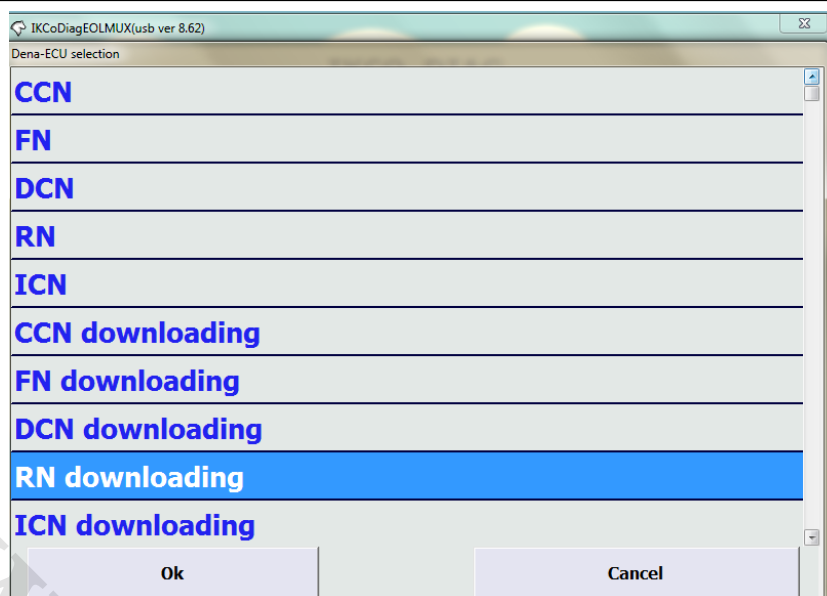 IKCoDiagEOLMUX(usb ver 8.62)
Dena-ECU selection
CCN
FN
DCN
RN
ICN
CCN downloading
FN downloading
DCN downloading
RN downloading
ICN downloading
Ok Cancel